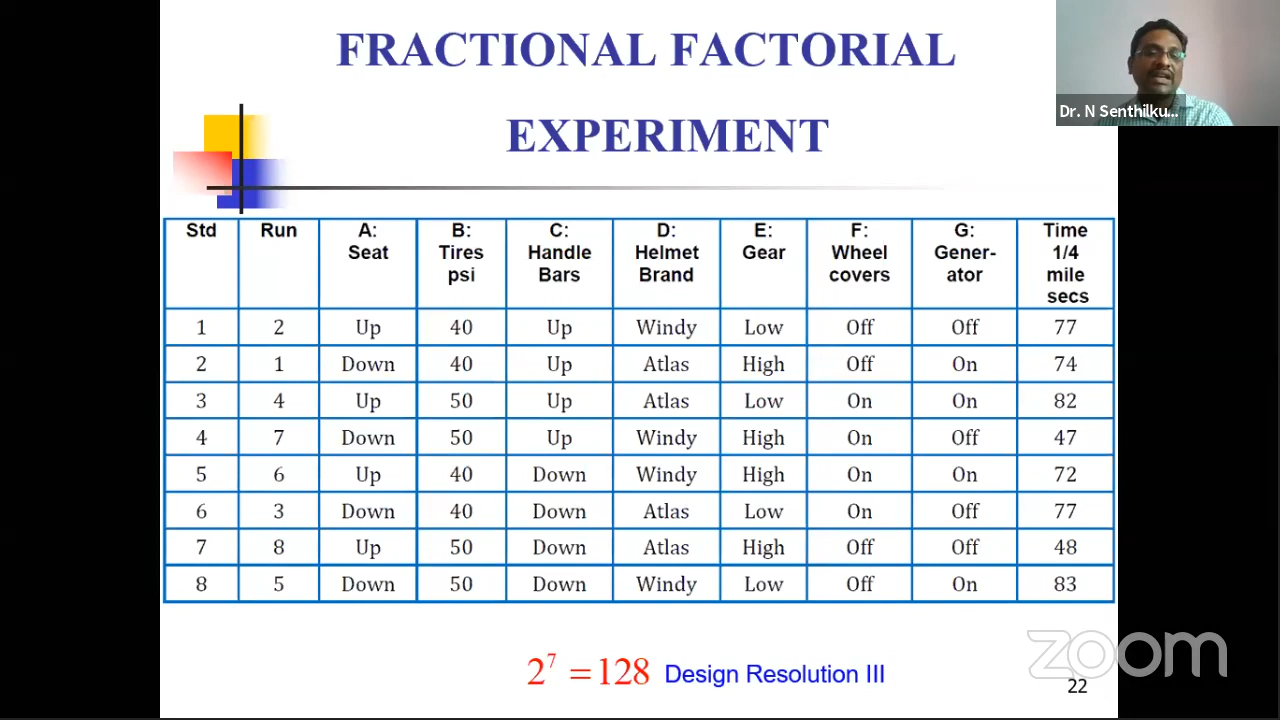 FRACTIONAL FACTORIAL
EXPERIMENT
Dr. N Senthilku...
Std Run A: Seat B: Tires psi C: Handle Bars D: Helmet Brand E: Gear F: Wheel covers G: Gener-ator Time 1/4 mile secs
1 2 Up 40 Up Windy Low Off Off 77
2 1 Down 40 Up Atlas High Off On 74
3 4 Up 50 Up Atlas Low On On 82
4 7 Down 50 Up Windy High On Off 47
5 6 Up 40 Down Windy High On On 72
6 3 Down 40 Down Atlas Low On Off 77
7 8 Up 50 Down Atlas High Off Off 48
8 5 Down 50 Down Windy Low Off On 83
2⁷ = 128 Design Resolution III
zoom
22